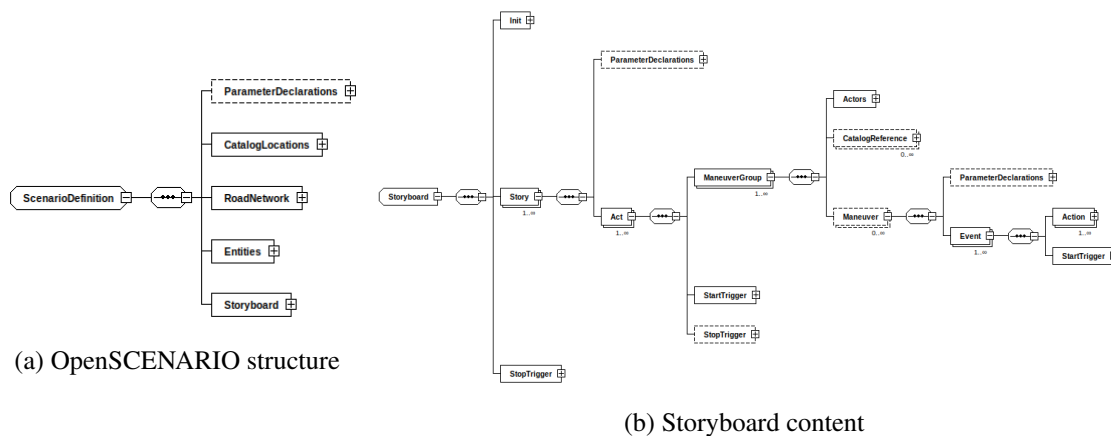 ScenarioDefinition
ParameterDeclarations
CatalogLocations
RoadNetwork
Entities
Storyboard
(a) OpenSCENARIO structure
Storyboard
Init
Story
1..∞
StopTrigger
ParameterDeclarations
Act
1..∞
ManeuverGroup
1..∞
StartTrigger
StopTrigger
Actors
CatalogReference
0..∞
Maneuver
0..∞
ParameterDeclarations
Event
1..∞
Action
1..∞
StartTrigger
(b) Storyboard content